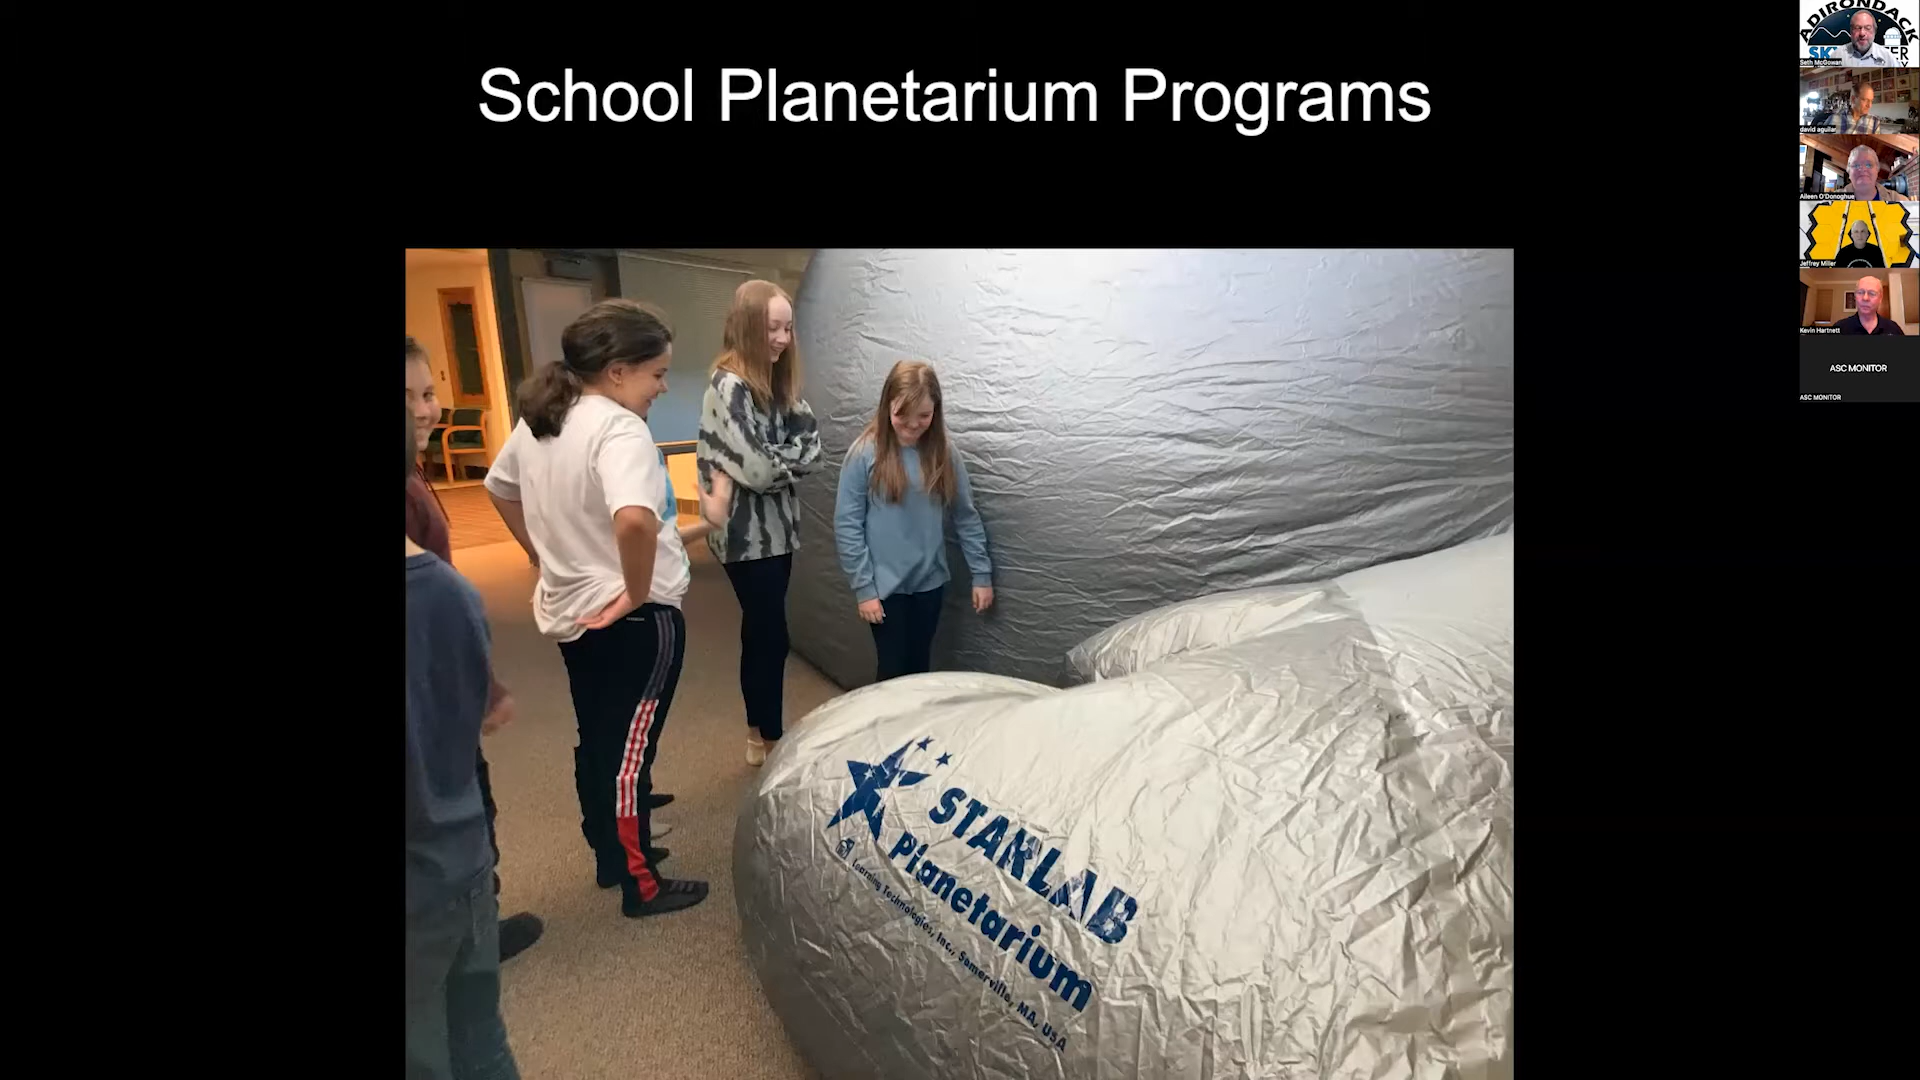 School Planetarium Programs
STARLAB
Planetarium
Learning Technologies, Inc., Somerville, MA, USA
ADIRONDACK
Seth McGowan
david aguilar
Aileen O'Donoghue
Jeffrey Miller
Kevin Hartnett
ASC MONITOR
ASC MONITOR